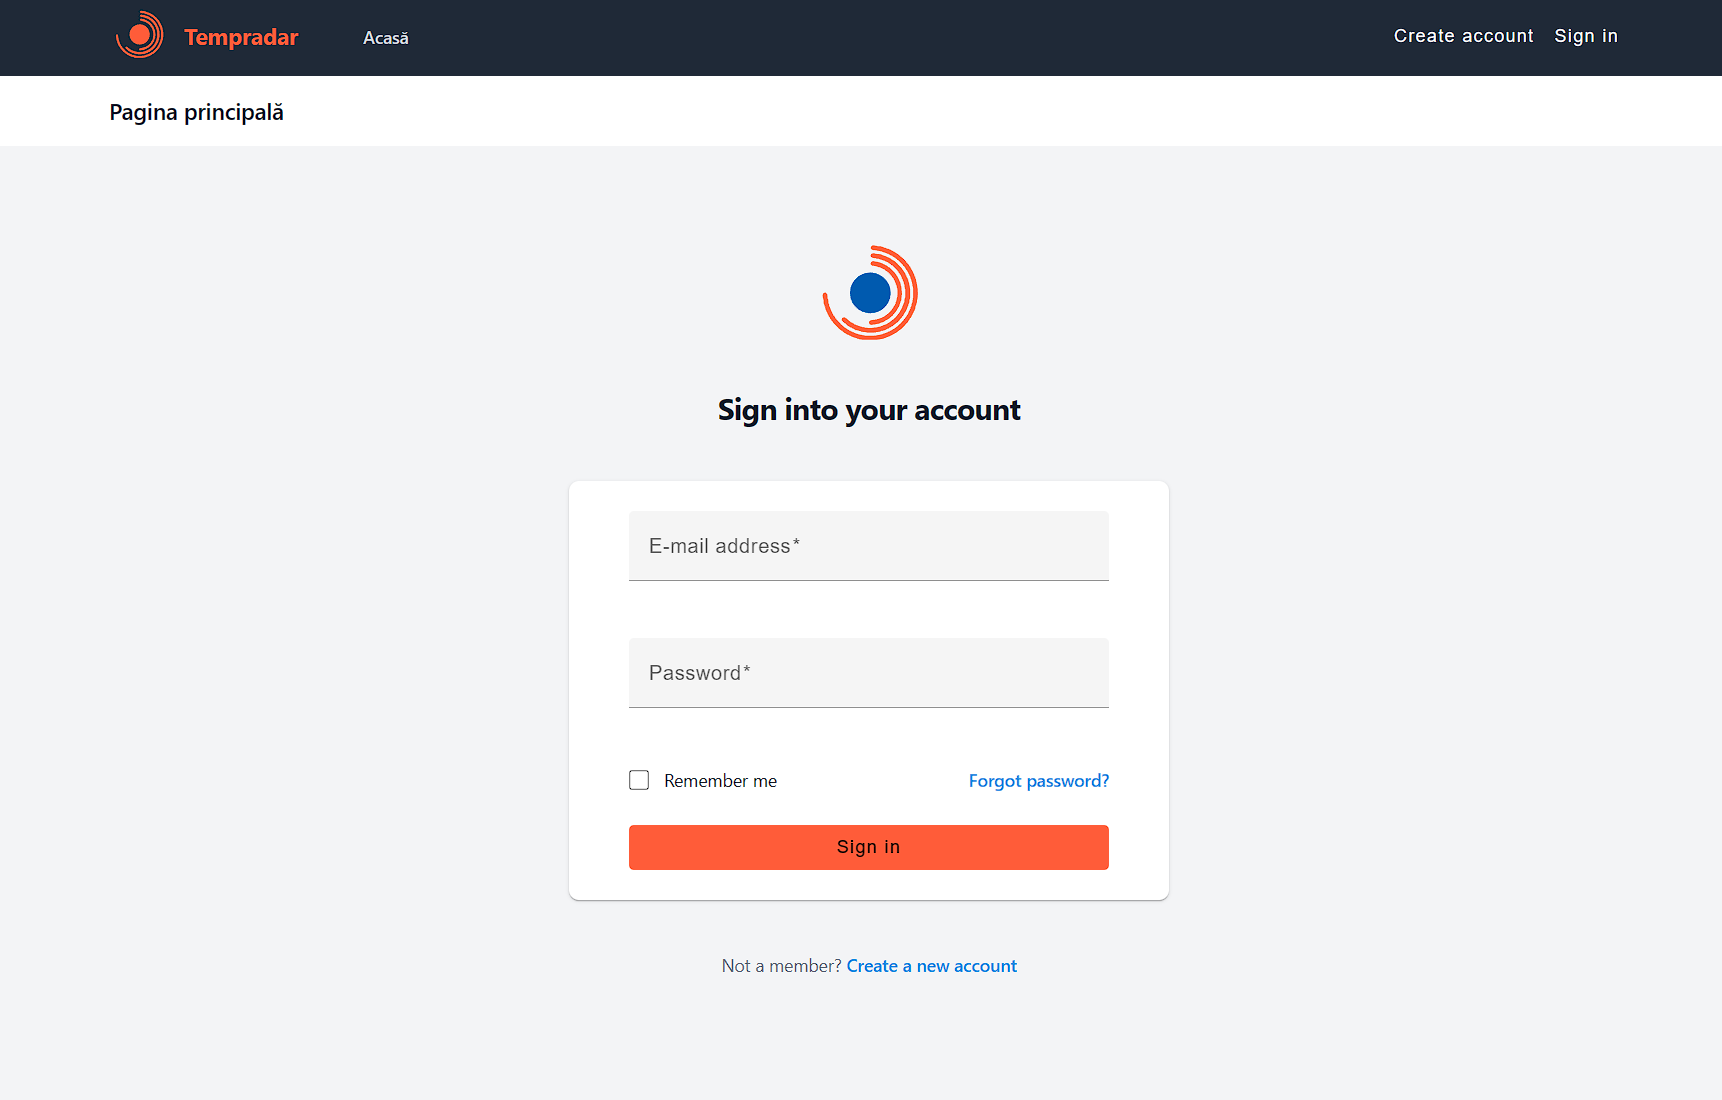 Tempradar
Acasă
Create account
Sign in
Pagina principală
Sign into your account
E-mail address*
Password*
Remember me
Forgot password?
Sign in
Not a member? Create a new account